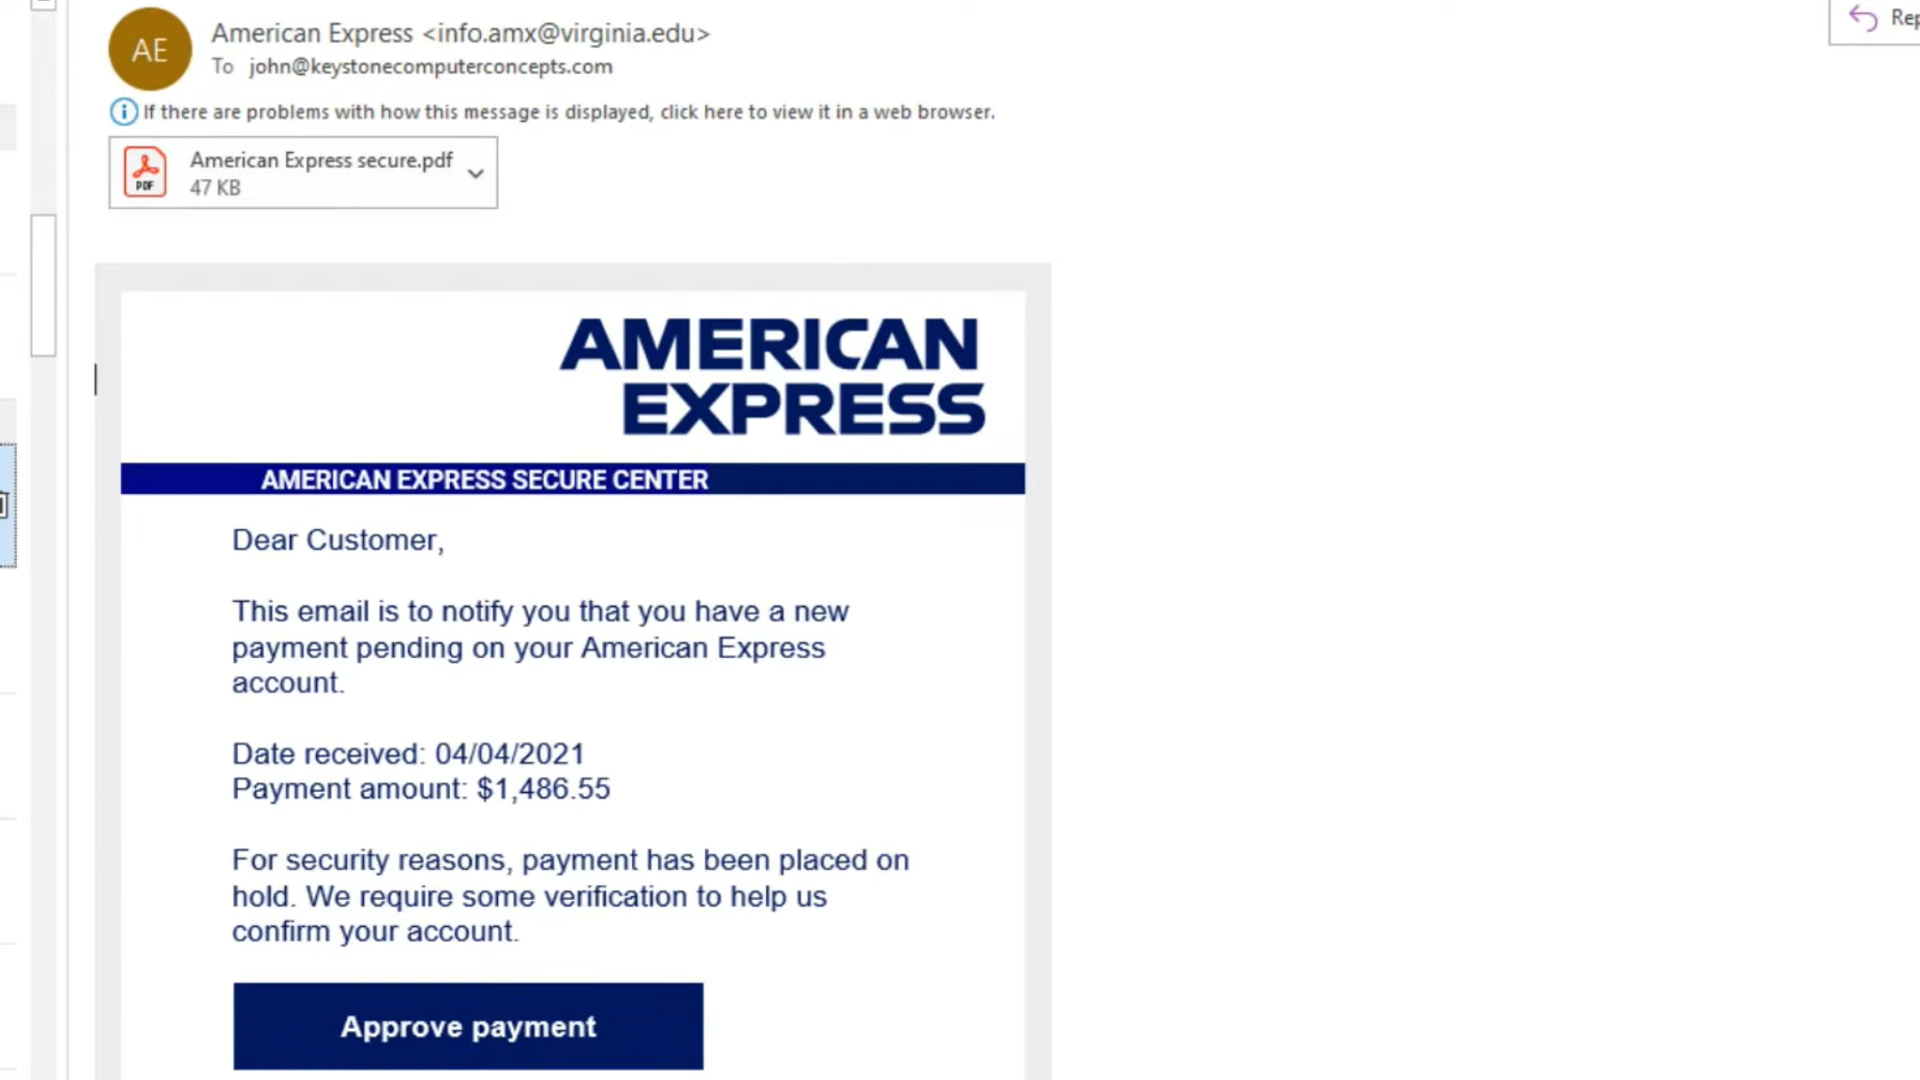 AE
American Express <info.amx@virginia.edu>
To john@keystonecomputerconcepts.com
If there are problems with how this message is displayed, click here to view it in a web browser.
PDF
American Express secure.pdf
47 KB
AMERICAN
EXPRESS
AMERICAN EXPRESS SECURE CENTER
Dear Customer,
This email is to notify you that you have a new
payment pending on your American Express
account.
Date received: 04/04/2021
Payment amount: $1,486.55
For security reasons, payment has been placed on
hold. We require some verification to help us
confirm your account.
Approve payment